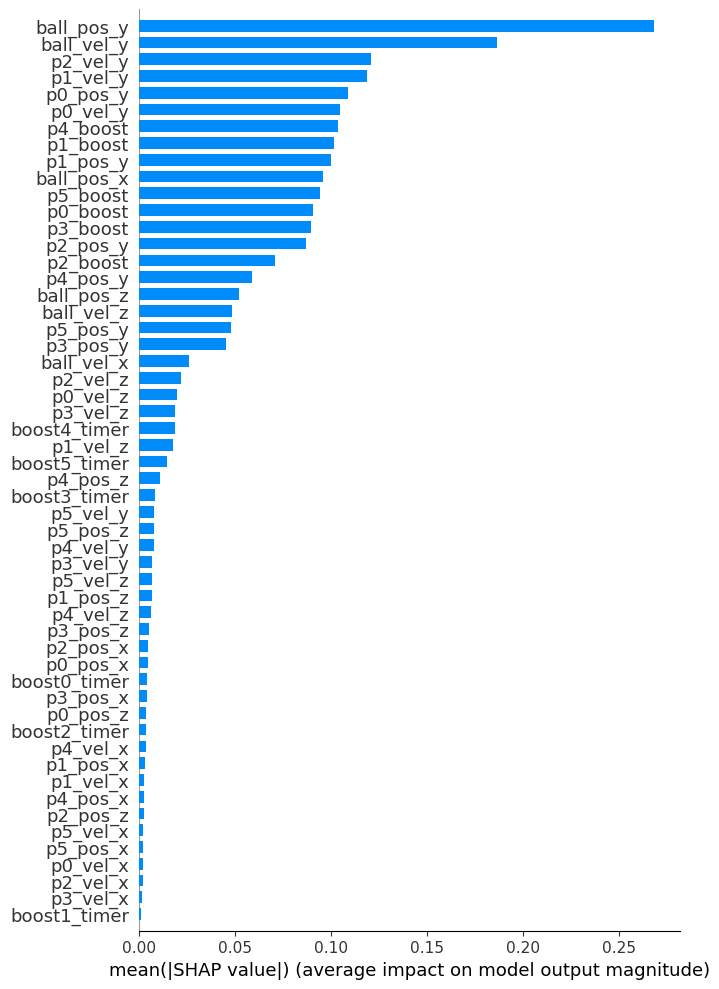 ball_pos_y
ball_vel_y
p2_vel_y
p1_vel_y
p0_pos_y
p0_vel_y
p4_boost
p1_boost
p1_pos_y
ball_pos_x
p5_boost
p0_boost
p3_boost
p2_pos_y
p2_boost
p4_pos_y
ball_pos_z
ball_vel_z
p5_pos_y
p3_pos_y
ball_vel_x
p2_vel_z
p0_vel_z
p3_vel_z
boost4_timer
p1_vel_z
boost5_timer
p4_pos_z
boost3_timer
p5_vel_y
p5_pos_z
p4_vel_y
p3_vel_y
p5_vel_z
p1_pos_z
p4_vel_z
p3_pos_z
p2_pos_x
p0_pos_x
boost0_timer
p3_pos_x
p0_pos_z
boost2_timer
p4_vel_x
p1_pos_x
p1_vel_x
p4_pos_x
p2_pos_z
p5_vel_x
p5_pos_x
p0_vel_x
p2_vel_x
p3_vel_x
boost1_timer
0.00 0.05 0.10 0.15 0.20 0.25
mean(|SHAP value|) (average impact on model output magnitude)